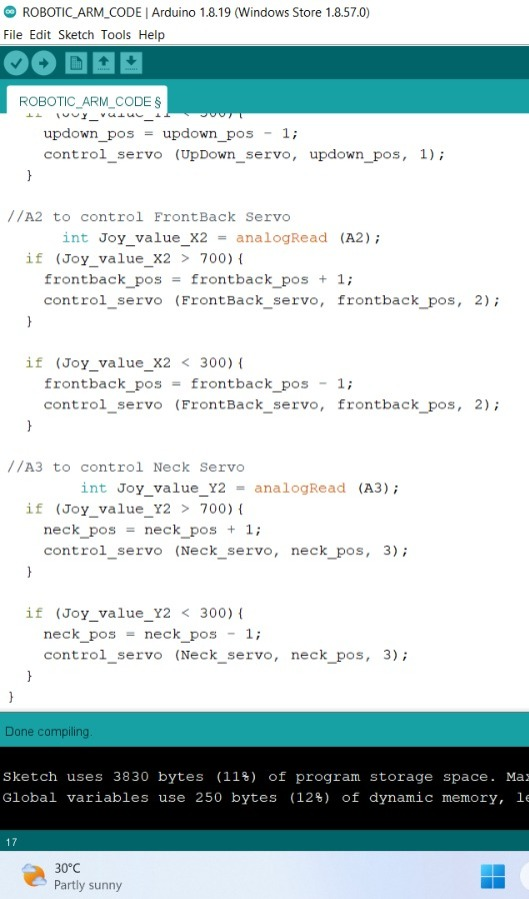 ROBOTIC_ARM_CODE | Arduino 1.8.19 (Windows Store 1.8.57.0)
File Edit Sketch Tools Help
ROBOTIC_ARM_CODE §
updown_pos = updown_pos - 1;
control_servo (UpDown_servo, updown_pos, 1);
}
//A2 to control FrontBack Servo
int Joy_value_X2 = analogRead (A2);
if (Joy_value_X2 > 700){
frontback_pos = frontback_pos + 1;
control_servo (FrontBack_servo, frontback_pos, 2);
}
if (Joy_value_X2 < 300){
frontback_pos = frontback_pos - 1;
control_servo (FrontBack_servo, frontback_pos, 2);
}
//A3 to control Neck Servo
int Joy_value_Y2 = analogRead (A3);
if (Joy_value_Y2 > 700){
neck_pos = neck_pos + 1;
control_servo (Neck_servo, neck_pos, 3);
}
if (Joy_value_Y2 < 300){
neck_pos = neck_pos - 1;
control_servo (Neck_servo, neck_pos, 3);
}
}
Done compiling.
Sketch uses 3830 bytes (11%) of program storage space.
Global variables use 250 bytes (12%) of dynamic memory,
17
30°C
Partly sunny